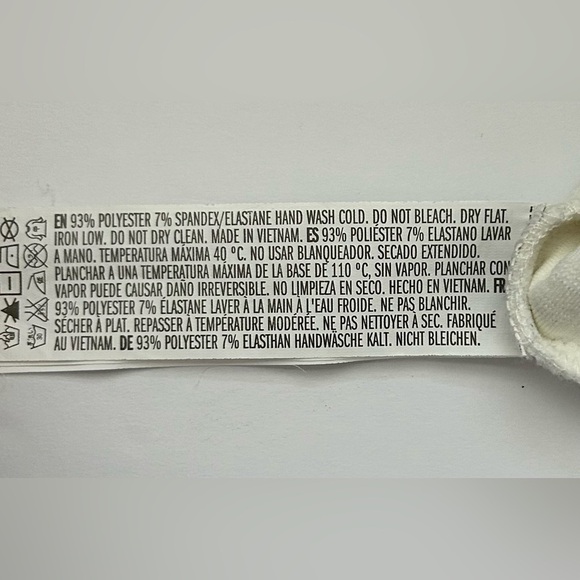 EN 93% POLYESTER 7% SPANDEX/ELASTANE HAND WASH COLD. DO NOT BLEACH. DRY FLAT.
IRON LOW. DO NOT DRY CLEAN. MADE IN VIETNAM. ES 93% POLIÉSTER 7% ELASTANO LAVAR
A MANO. TEMPERATURA MÁXIMA 40 °C. NO USAR BLANQUEADOR. SECADO EXTENDIDO.
PLANCHAR A UNA TEMPERATURA MÁXIMA DE LA BASE DE 110 °C, SIN VAPOR. PLANCHAR CON
VAPOR PUEDE CAUSAR DAÑO IRREVERSIBLE. NO LIMPIEZA EN SECO. HECHO EN VIETNAM. FR
93% POLYESTER 7% ÉLASTANE LAVER À LA MAIN À L'EAU FROIDE. NE PAS BLANCHIR.
SÉCHER À PLAT. REPASSER À TEMPÉRATURE MODÉRÉE. NE PAS NETTOYER À SEC. FABRIQUÉ
AU VIETNAM. DE 93% POLYESTER 7% ELASTHAN HANDWÄSCHE KALT. NICHT BLEICHEN.